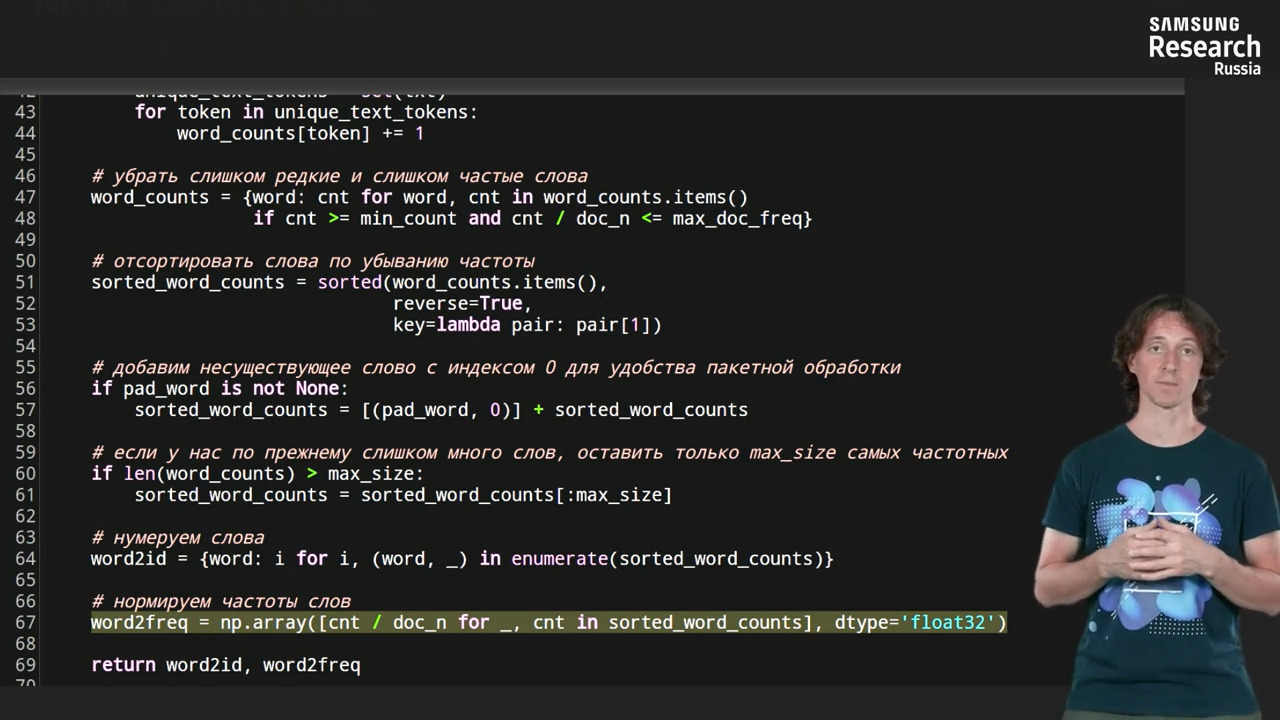 SAMSUNG
Research
Russia
42 unique_text_tokens = set(txt)
43 for token in unique_text_tokens:
44 word_counts[token] += 1
45
46 # убрать слишком редкие и слишком частые слова
47 word_counts = {word: cnt for word, cnt in word_counts.items()
48 if cnt >= min_count and cnt / doc_n <= max_doc_freq}
49
50 # отсортировать слова по убыванию частоты
51 sorted_word_counts = sorted(word_counts.items(),
52 reverse=True,
53 key=lambda pair: pair[1])
54
55 # добавим несуществующее слово с индексом 0 для удобства пакетной обработки
56 if pad_word is not None:
57 sorted_word_counts = [(pad_word, 0)] + sorted_word_counts
58
59 # если у нас по прежнему слишком много слов, оставить только max_size самых частотных
60 if len(word_counts) > max_size:
61 sorted_word_counts = sorted_word_counts[:max_size]
62
63 # нумеруем слова
64 word2id = {word: i for i, (word, _) in enumerate(sorted_word_counts)}
65
66 # нормируем частоты слов
67 word2freq = np.array([cnt / doc_n for _, cnt in sorted_word_counts], dtype='float32')
68
69 return word2id, word2freq
70